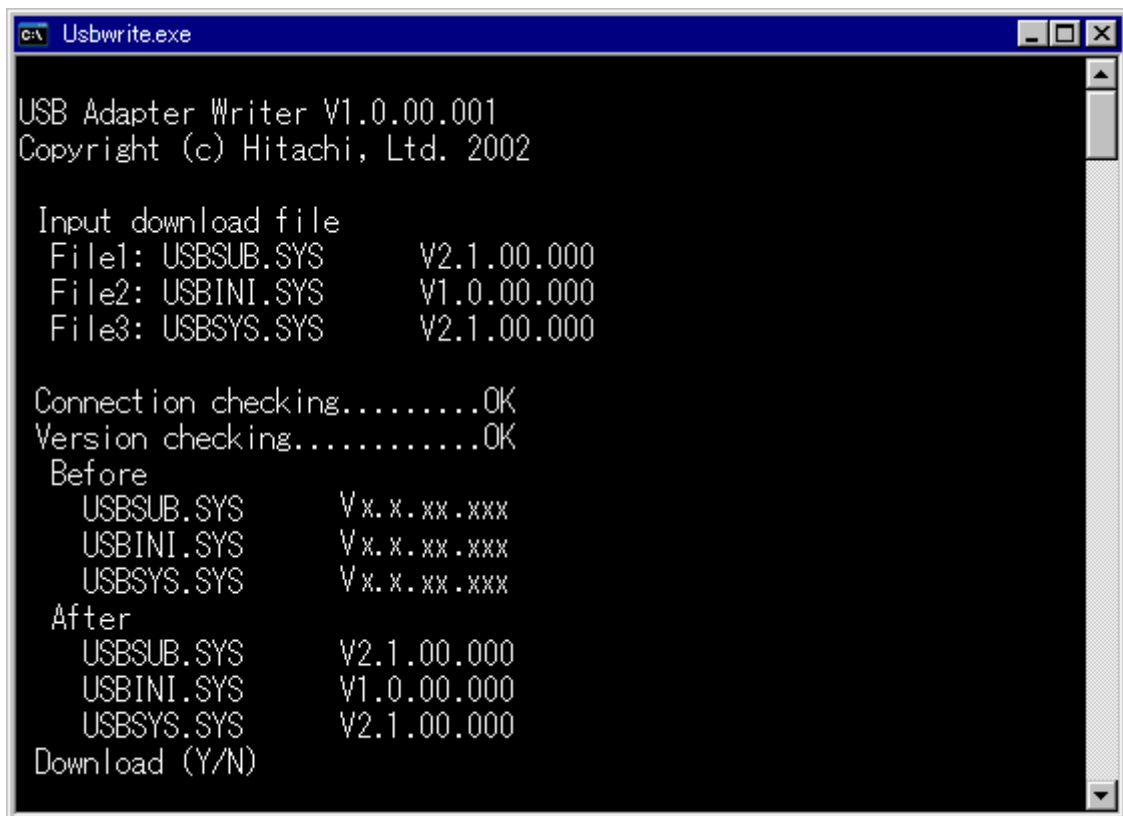 Usbwrite.exe
USB Adapter Writer V1.0.00.001
Copyright (c) Hitachi, Ltd. 2002
Input download file
File1: USBSUB.SYS V2.1.00.000
File2: USBINI.SYS V1.0.00.000
File3: USBSYS.SYS V2.1.00.000
Connection checking.........OK
Version checking............OK
Before
USBSUB.SYS Vx.x.xx.xxx
USBINI.SYS Vx.x.xx.xxx
USBSYS.SYS Vx.x.xx.xxx
After
USBSUB.SYS V2.1.00.000
USBINI.SYS V1.0.00.000
USBSYS.SYS V2.1.00.000
Download (Y/N)